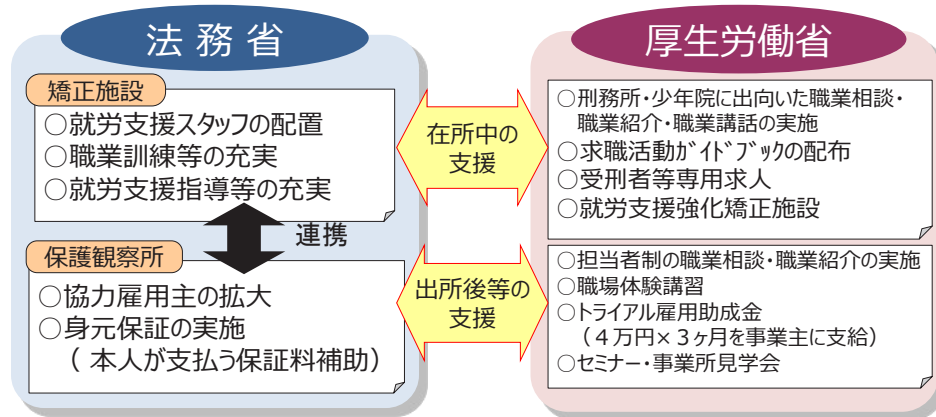 法務省
矯正施設
○就労支援スタッフの配置
○職業訓練等の充実
○就労支援指導等の充実
連携
保護観察所
○協力雇用主の拡大
○身元保証の実施
（ 本人が支払う保証料補助）
在所中の
支援
出所後等の
支援
厚生労働省
○刑務所・少年院に出向いた職業相談・
職業紹介・職業講話の実施
○求職活動ｶﾞｲﾄﾞﾌﾞｯｸの配布
○受刑者等専用求人
○就労支援強化矯正施設
○担当者制の職業相談・職業紹介の実施
○職場体験講習
○トライアル雇用助成金
（４万円×３ヶ月を事業主に支給）
○セミナー・事業所見学会